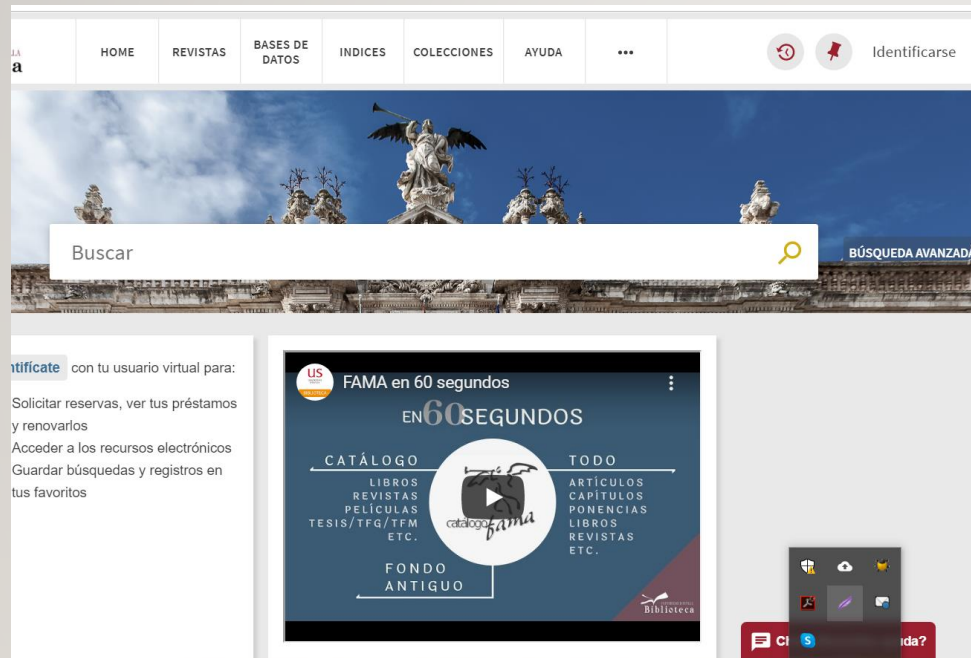 HOME
REVISTAS
BASES DE
DATOS
INDICES
COLECCIONES
AYUDA
•••
Identificarse
Buscar
BÚSQUEDA AVANZADA
ntifícate con tu usuario virtual para:
Solicitar reservas, ver tus préstamos
y renovarlos
Acceder a los recursos electrónicos
Guardar búsquedas y registros en
tus favoritos
US
FAMA en 60 segundos
EN 60 SEGUNDOS
CATÁLOGO
LIBROS
REVISTAS
PELÍCULAS
TESIS/TFG/TFM
ETC.
catálogo fama
TODO
ARTÍCULOS
CAPÍTULOS
PONENCIAS
LIBROS
REVISTAS
ETC.
FONDO
ANTIGUO
Biblioteca